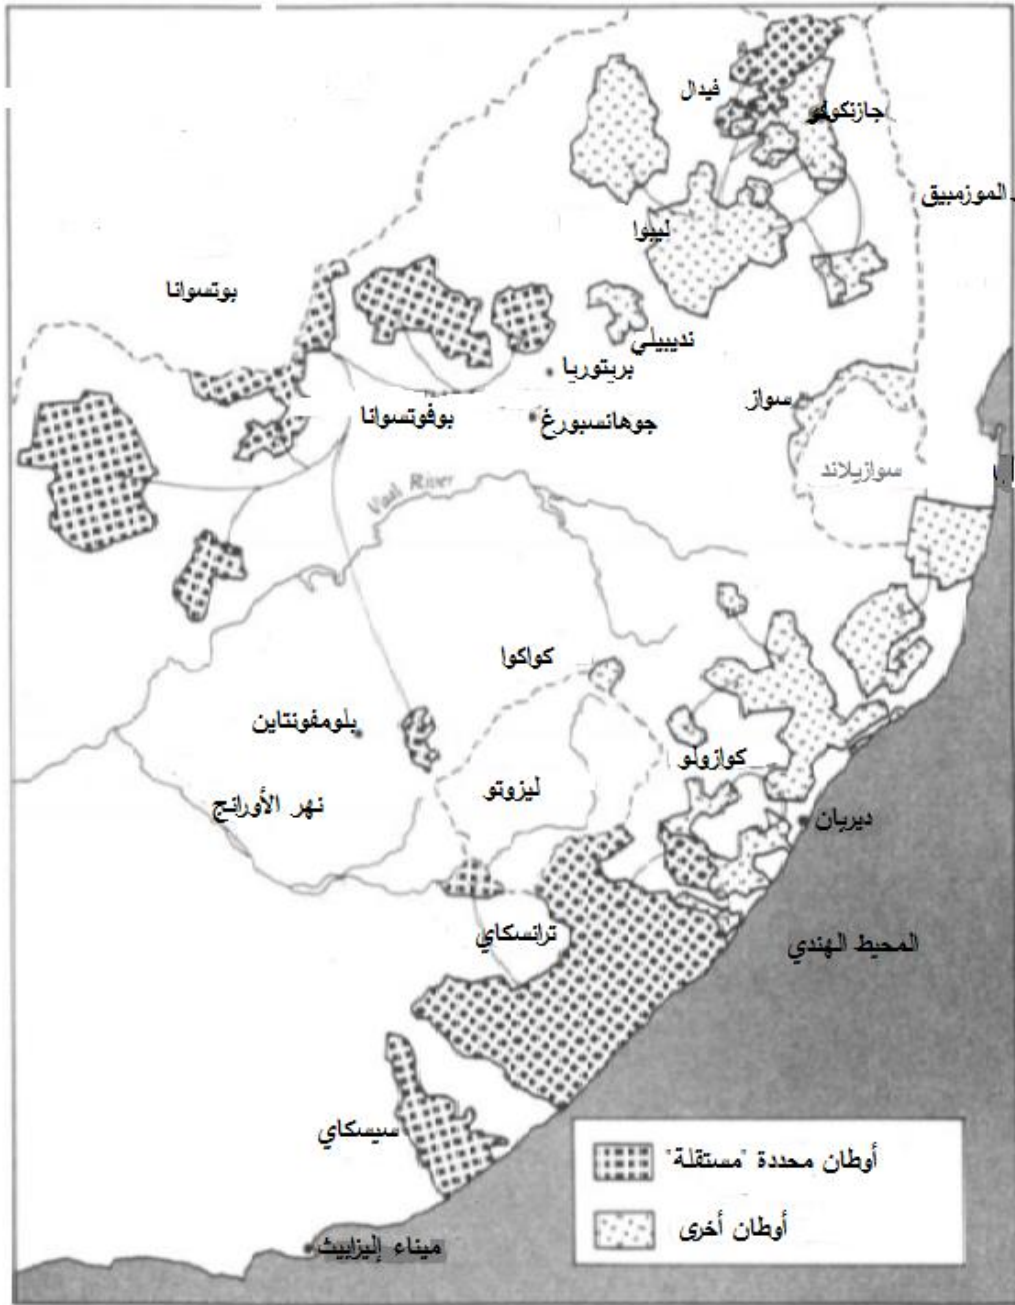 فيدال
جازنكولو
الموزمبيق
ليبوا
بوتسوانا
نديبيلي
بريتوريا
سواز
بوفوتسوانا
جوهانسبورغ
سوازيلاند
Vaal River
كواكوا
بلومفونتاين
كوازولو
ليزوتو
نهر الأورانج
ديربان
ترانسكاي
المحيط الهندي
سيسكاي
أوطان محددة "مستقلة"
أوطان أخرى
ميناء إليزابيث